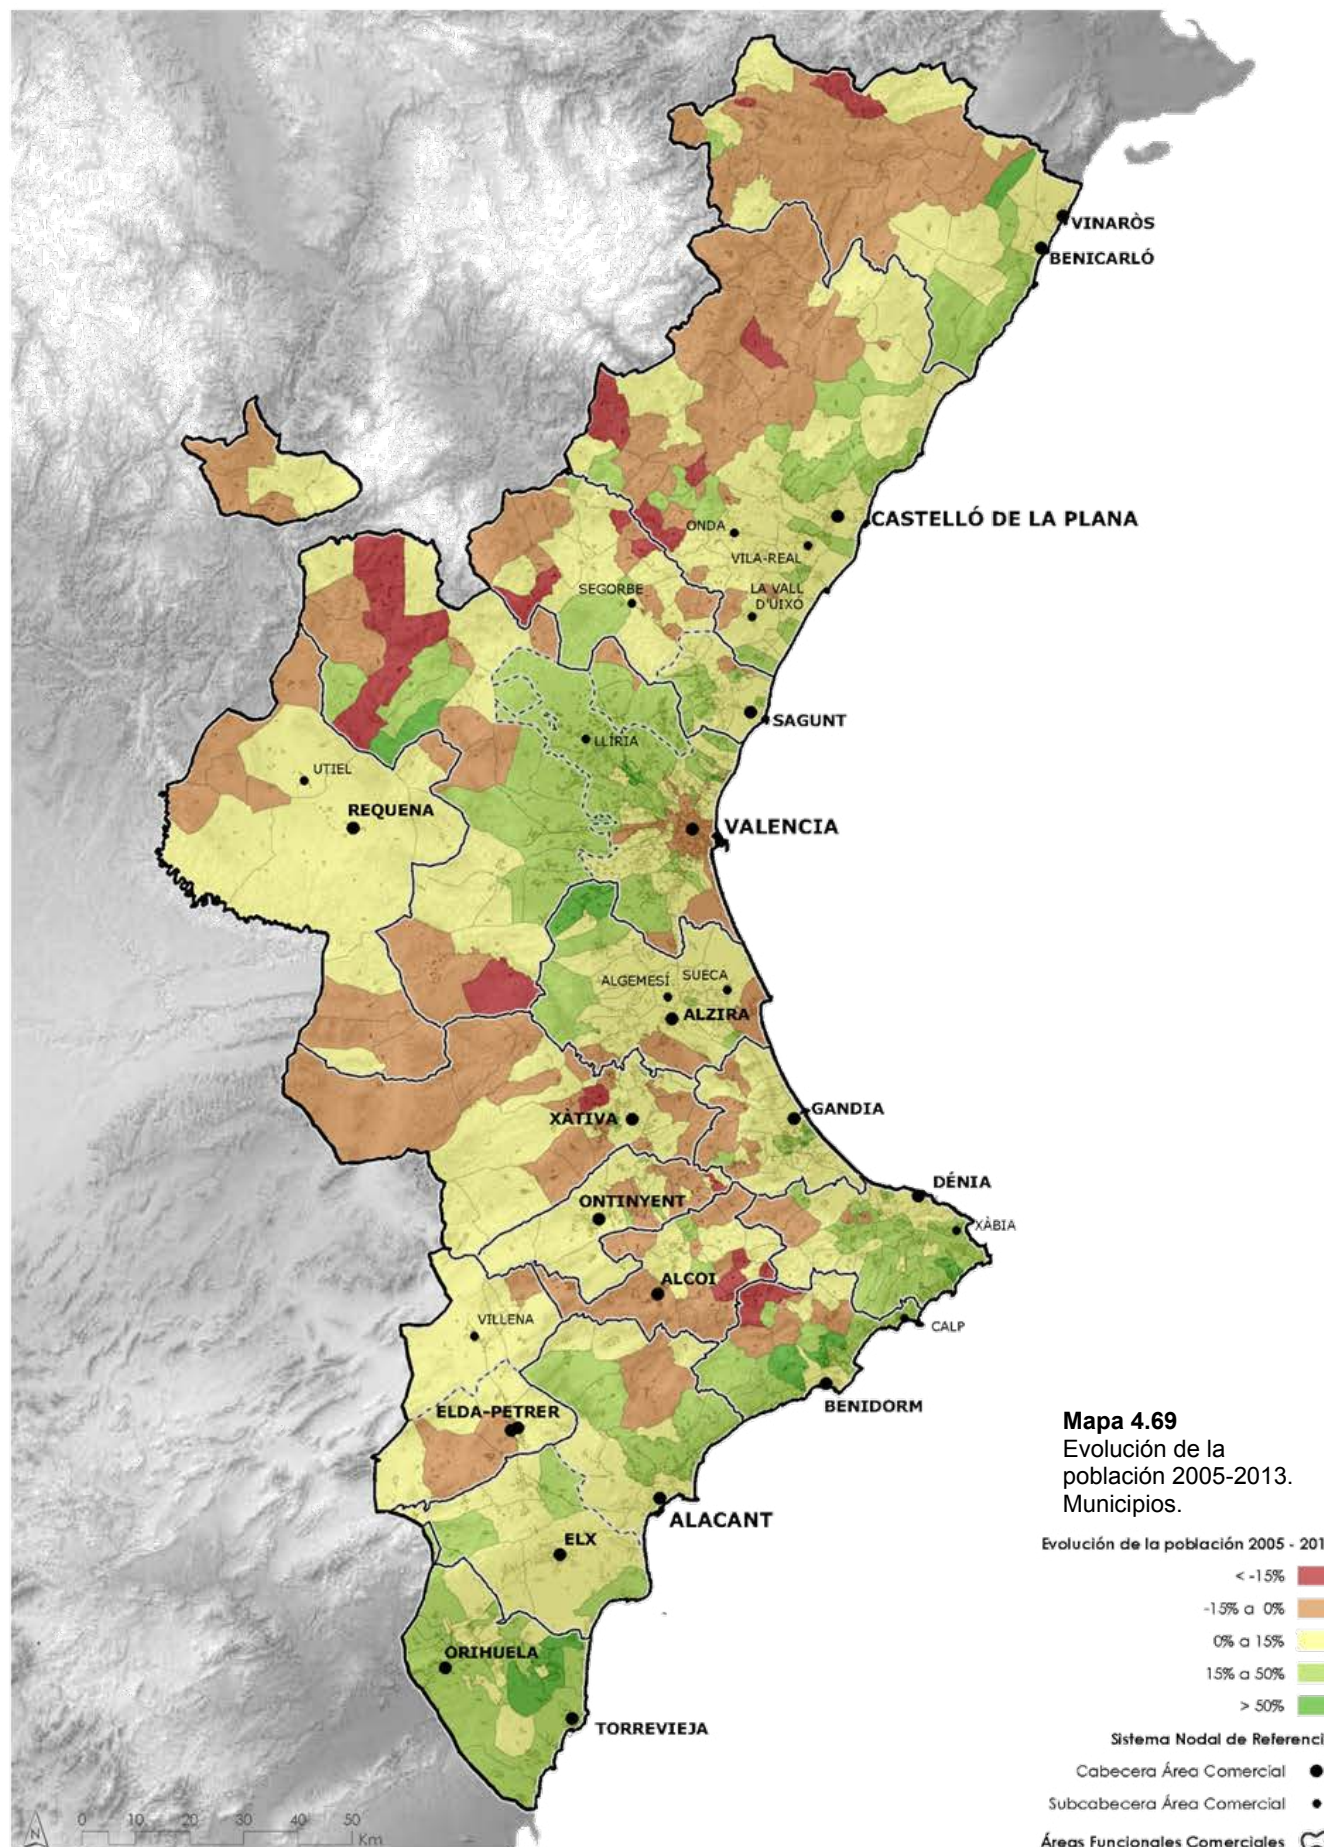 VINARÒS
BENICARLÓ
CASTELLÓ DE LA PLANA
ONDA
VILA-REAL
SEGORBE
LA VALL
D'UIXÓ
SAGUNT
LLÍRIA
UTIEL
REQUENA
VALENCIA
ALGEMESÍ
SUECA
ALZIRA
XÀTIVA
GANDIA
DÉNIA
ONTINYENT
XÀBIA
ALCOI
VILLENA
CALP
ELDA-PETRER
BENIDORM
ALACANT
ELX
ORIHUELA
TORREVIEJA
Mapa 4.69
Evolución de la
población 2005-2013.
Municipios.
Evolución de la población 2005 - 201
< -15%
-15% a 0%
0% a 15%
15% a 50%
> 50%
Sistema Nodal de Referenci
Cabecera Área Comercial
Subcabecera Área Comercial
Áreas Funcionales Comerciales
N
0 10 20 30 40 50
Km